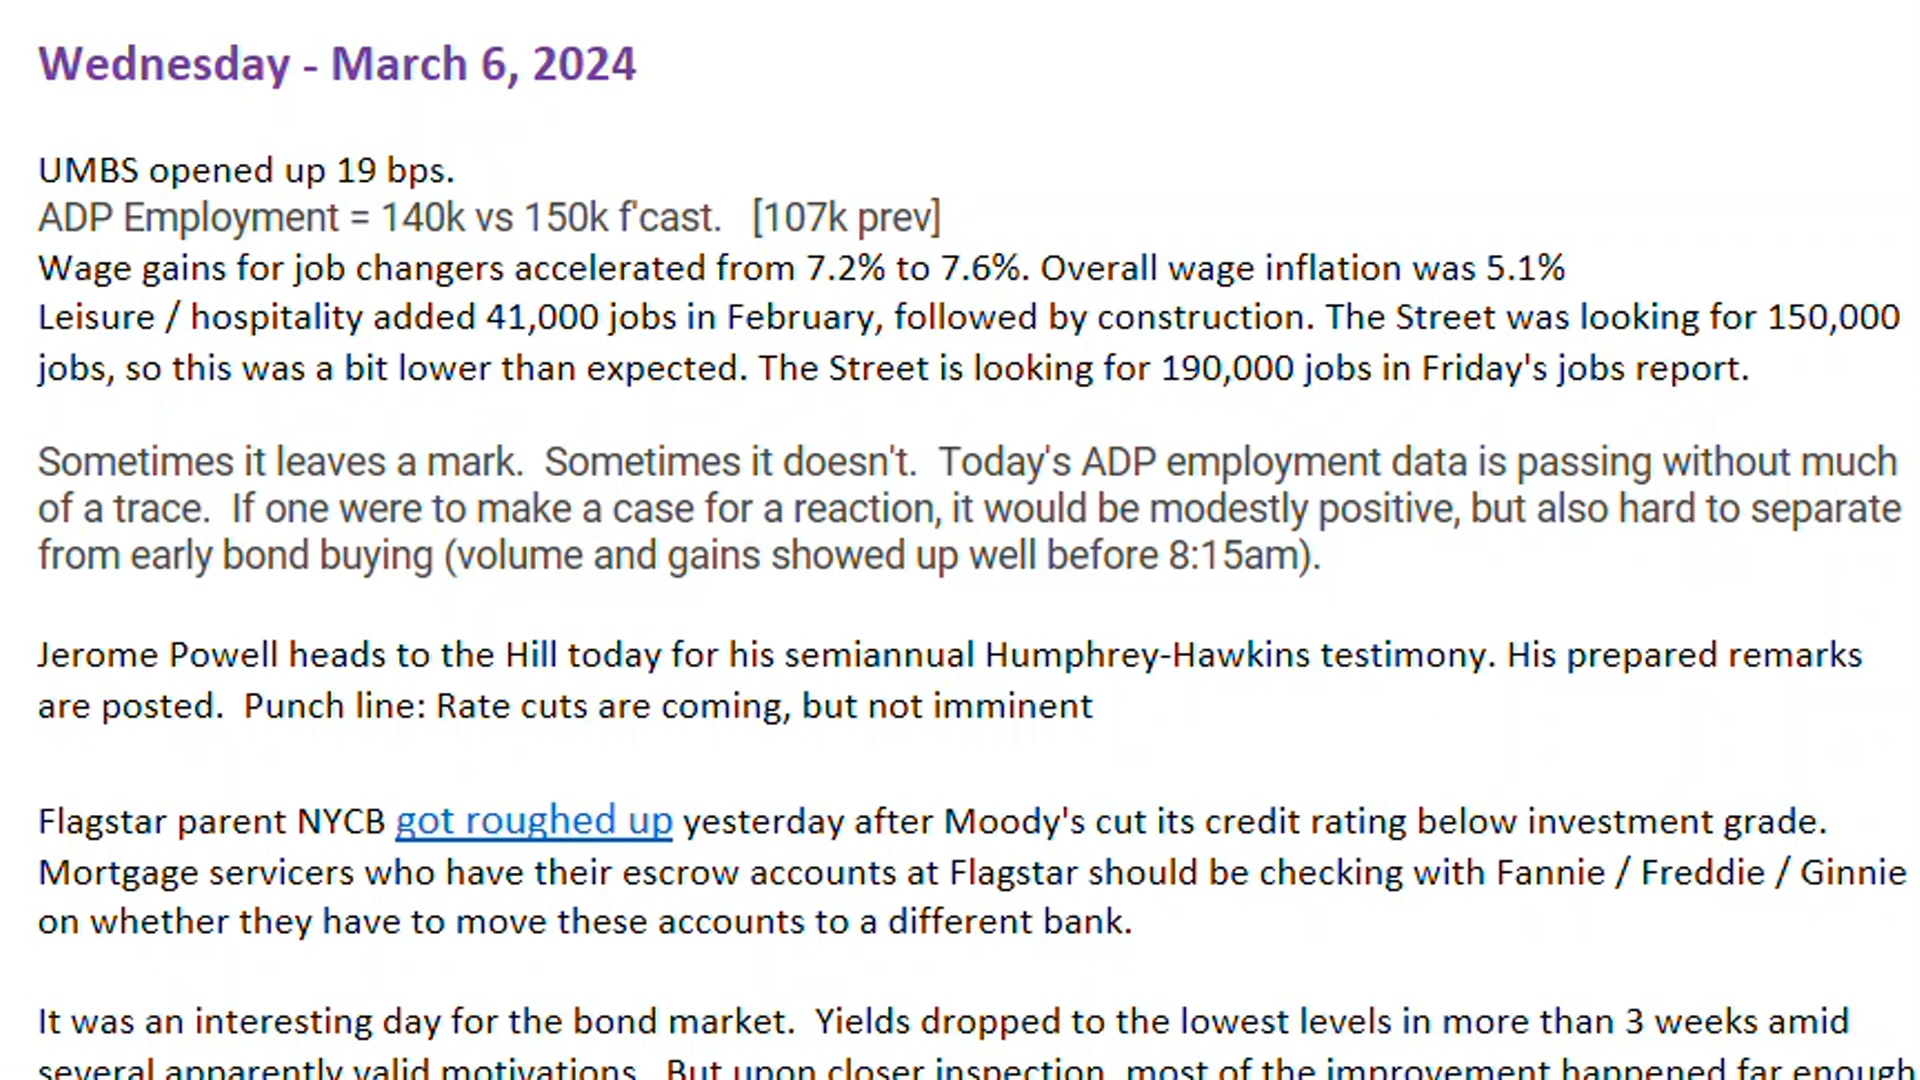 Wednesday - March 6, 2024
UMBS opened up 19 bps.
ADP Employment = 140k vs 150k f'cast.   [107k prev]
Wage gains for job changers accelerated from 7.2% to 7.6%. Overall wage inflation was 5.1%
Leisure / hospitality added 41,000 jobs in February, followed by construction. The Street was looking for 150,000
jobs, so this was a bit lower than expected. The Street is looking for 190,000 jobs in Friday's jobs report.
Sometimes it leaves a mark.  Sometimes it doesn't.  Today's ADP employment data is passing without much
of a trace.  If one were to make a case for a reaction, it would be modestly positive, but also hard to separate
from early bond buying (volume and gains showed up well before 8:15am).
Jerome Powell heads to the Hill today for his semiannual Humphrey-Hawkins testimony. His prepared remarks
are posted.  Punch line: Rate cuts are coming, but not imminent
Flagstar parent NYCB got roughed up yesterday after Moody's cut its credit rating below investment grade.
Mortgage servicers who have their escrow accounts at Flagstar should be checking with Fannie / Freddie / Ginnie
on whether they have to move these accounts to a different bank.
It was an interesting day for the bond market.  Yields dropped to the lowest levels in more than 3 weeks amid
several apparently valid motivations.  But upon closer inspection, most of the improvement happened far enough